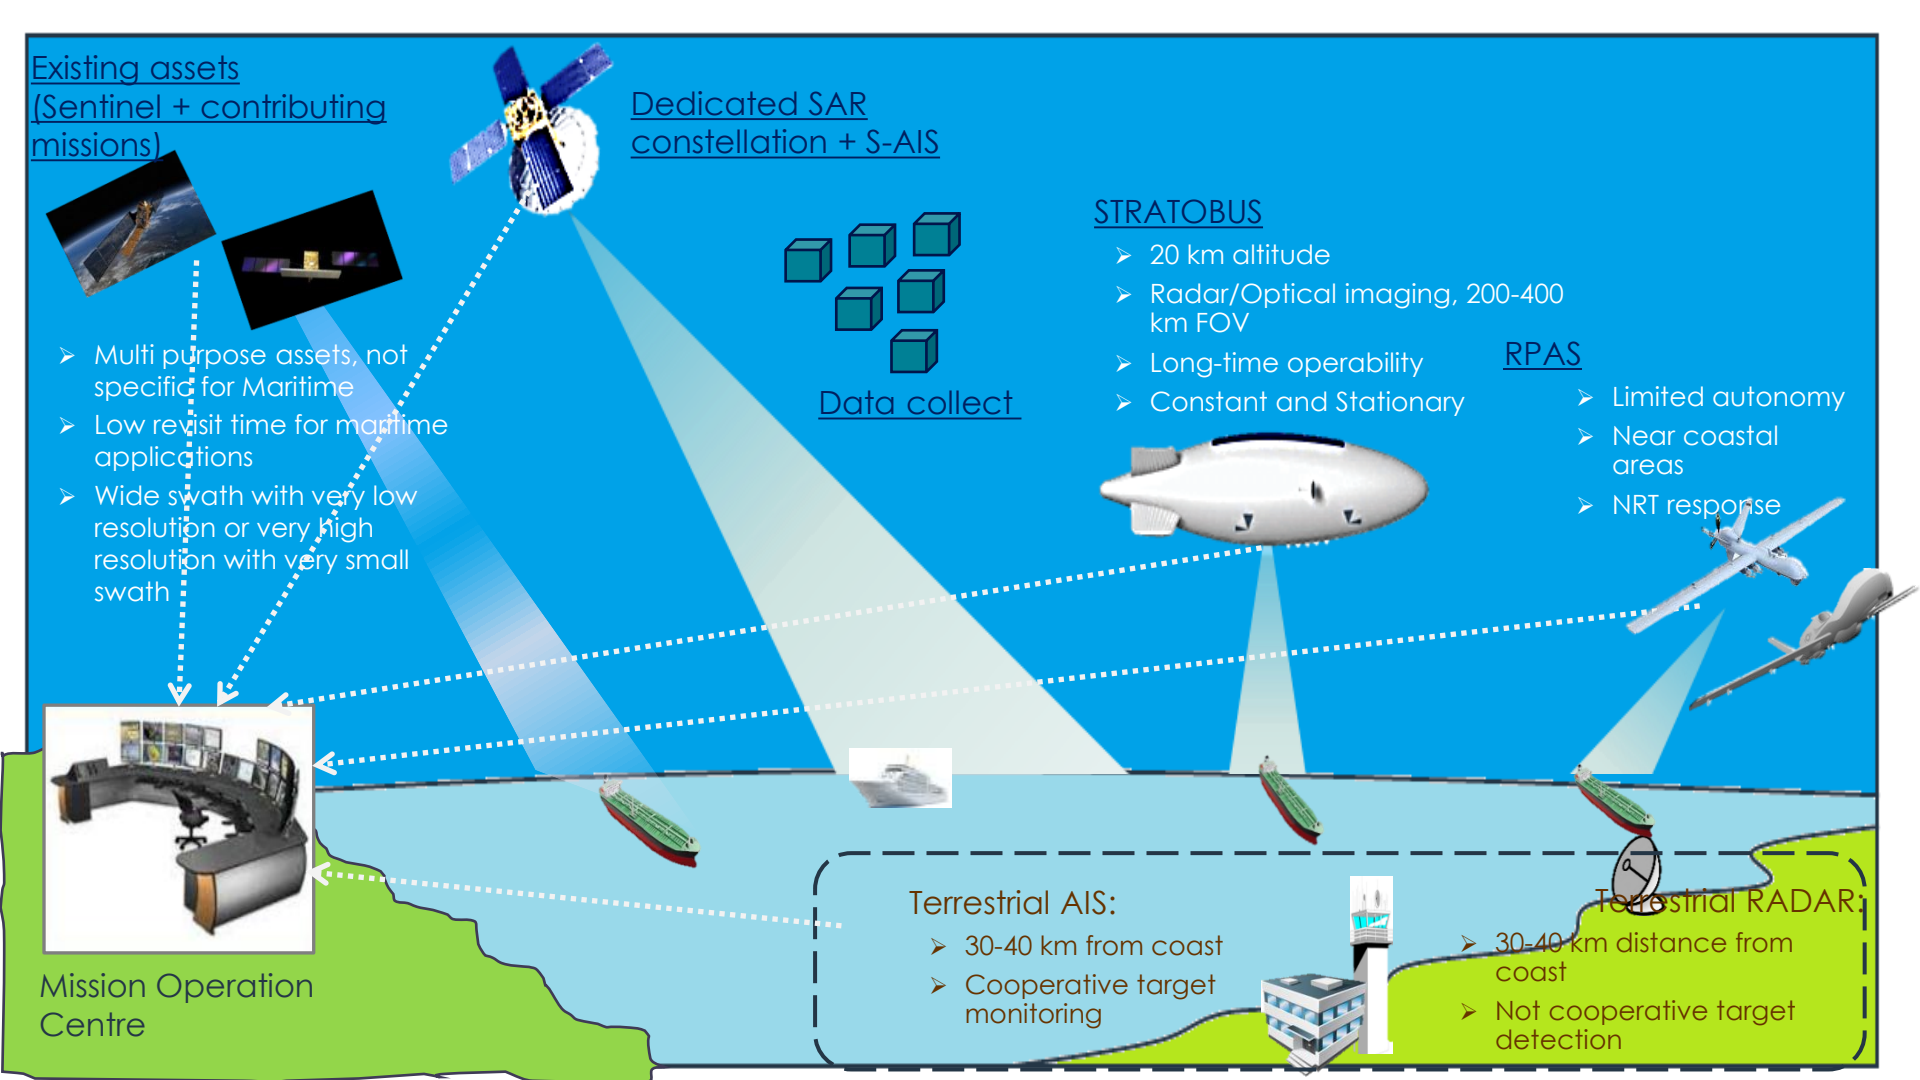 Existing assets
(Sentinel + contributing
missions)
Dedicated SAR
constellation + S-AIS
STRATOBUS
➢ 20 km altitude
➢ Radar/Optical imaging, 200-400
km FOV
➢ Long-time operability
➢ Constant and Stationary
RPAS
➢ Limited autonomy
➢ Near coastal
areas
➢ NRT response
➢ Multi purpose assets, not
specific for Maritime
➢ Low revisit time for maritime
applications
➢ Wide swath with very low
resolution or very high
resolution with very small
swath
Data collect
Mission Operation
Centre
Terrestrial AIS:
➢ 30-40 km from coast
➢ Cooperative target
monitoring
Terrestrial RADAR:
➢ 30-40 km distance from
coast
➢ Not cooperative target
detection